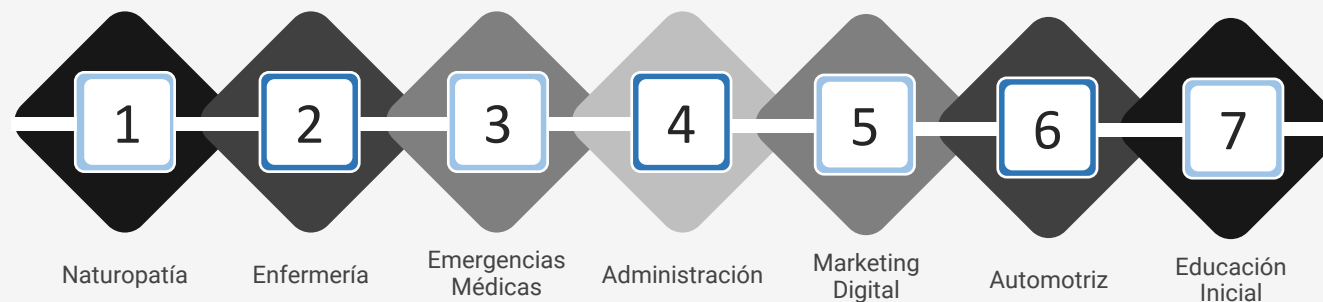 1
2
3
4
5
6
7
Naturopatía
Enfermería
Emergencias
Médicas
Administración
Marketing
Digital
Automotriz
Educación
Inicial